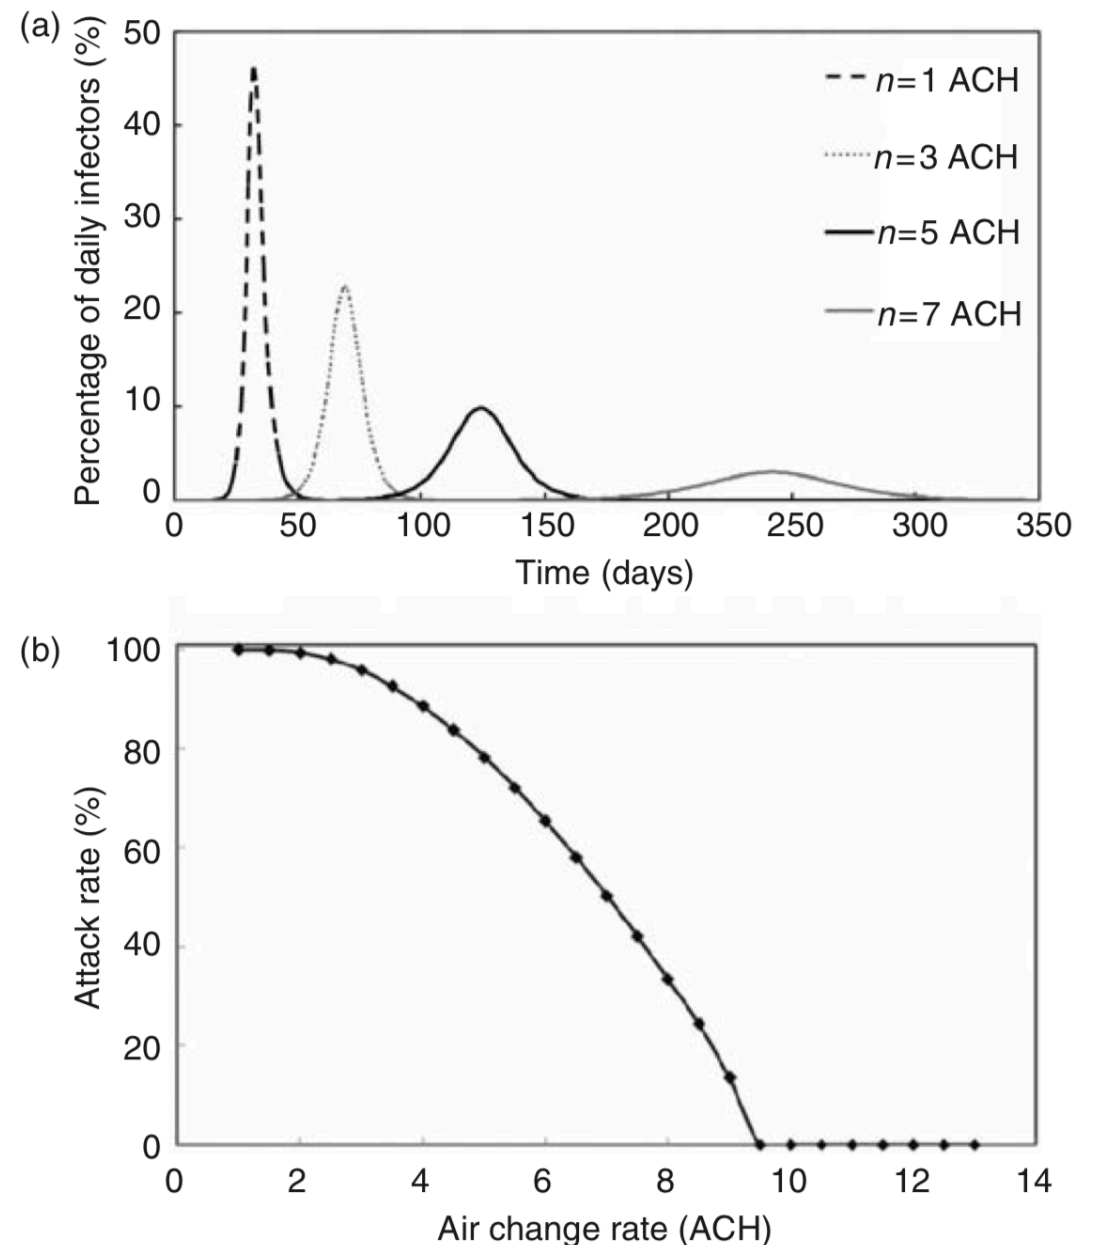 (a)
Percentage of daily infectors (%)
50
40
30
20
10
0
n=1 ACH
n=3 ACH
n=5 ACH
n=7 ACH
0 50 100 150 200 250 300 350
Time (days)
(b)
Attack rate (%)
100
80
60
40
20
0
0 2 4 6 8 10 12 14
Air change rate (ACH)